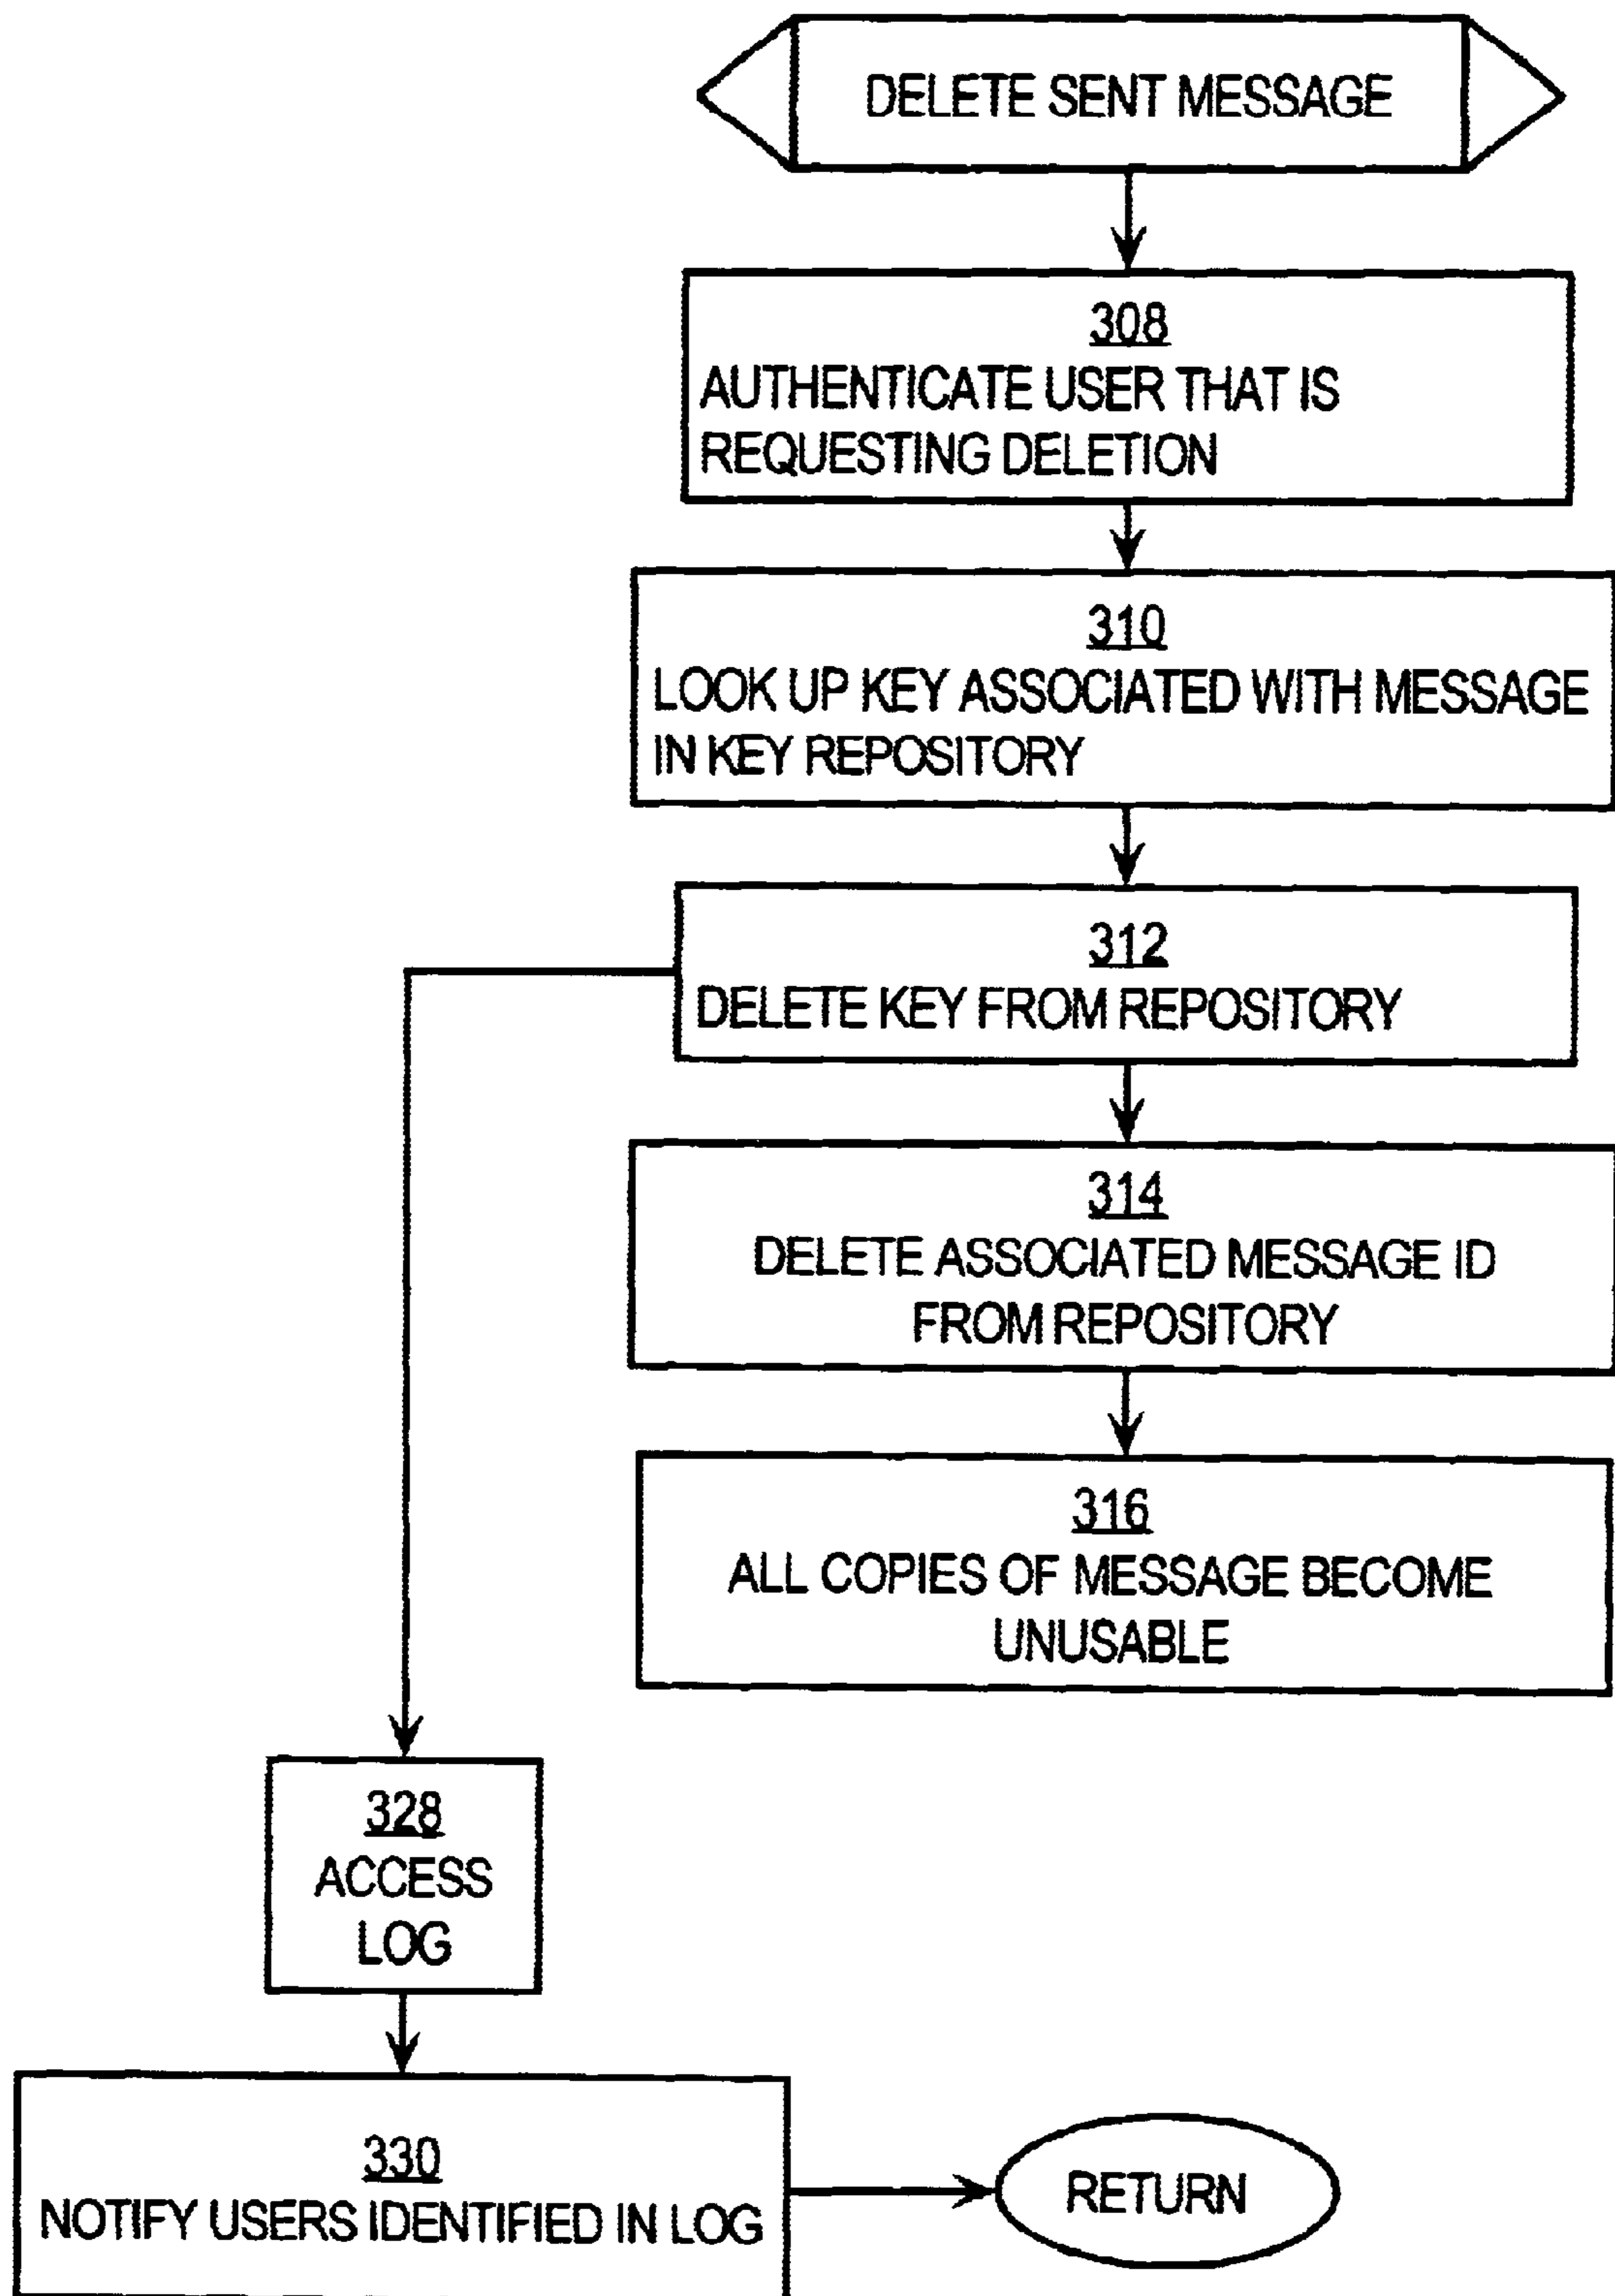 DELETE SENT MESSAGE
308
AUTHENTICATE USER THAT IS
REQUESTING DELETION
310
LOOK UP KEY ASSOCIATED WITH MESSAGE
IN KEY REPOSITORY
312
DELETE KEY FROM REPOSITORY
314
DELETE ASSOCIATED MESSAGE ID
FROM REPOSITORY
316
ALL COPIES OF MESSAGE BECOME
UNUSABLE
328
ACCESS
LOG
330
NOTIFY USERS IDENTIFIED IN LOG
RETURN